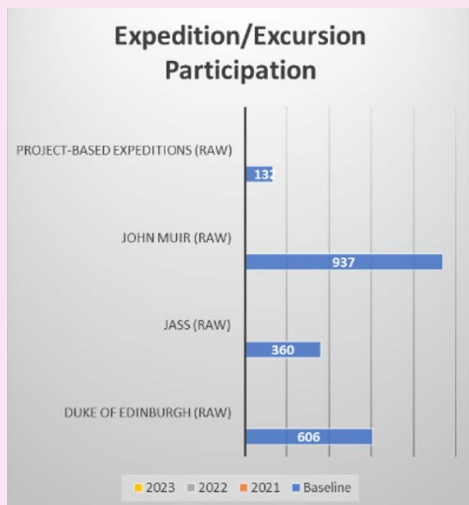 Expedition/Excursion
Participation
PROJECT-BASED EXPEDITIONS (RAW)
132
JOHN MUIR (RAW)
937
JASS (RAW)
360
DUKE OF EDINBURGH (RAW)
606
2023 2022 2021 Baseline